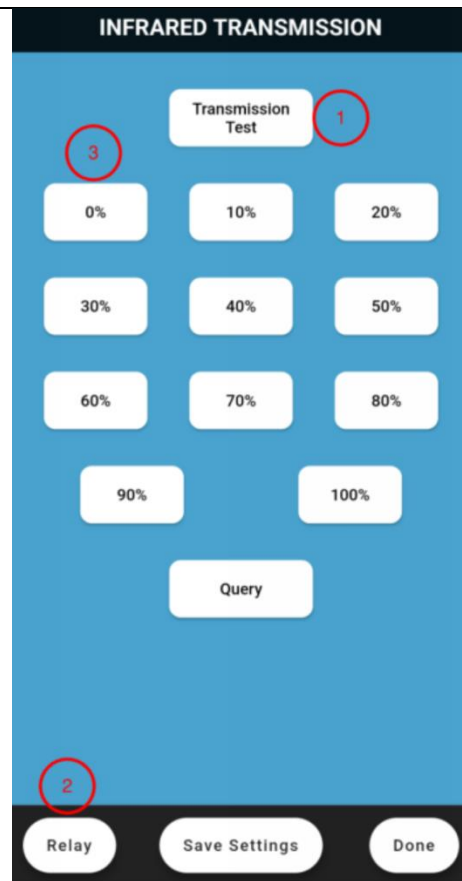 INFRARED TRANSMISSION
Transmission
Test
1
3
0%
10%
20%
30%
40%
50%
60%
70%
80%
90%
100%
Query
2
Relay
Save Settings
Done